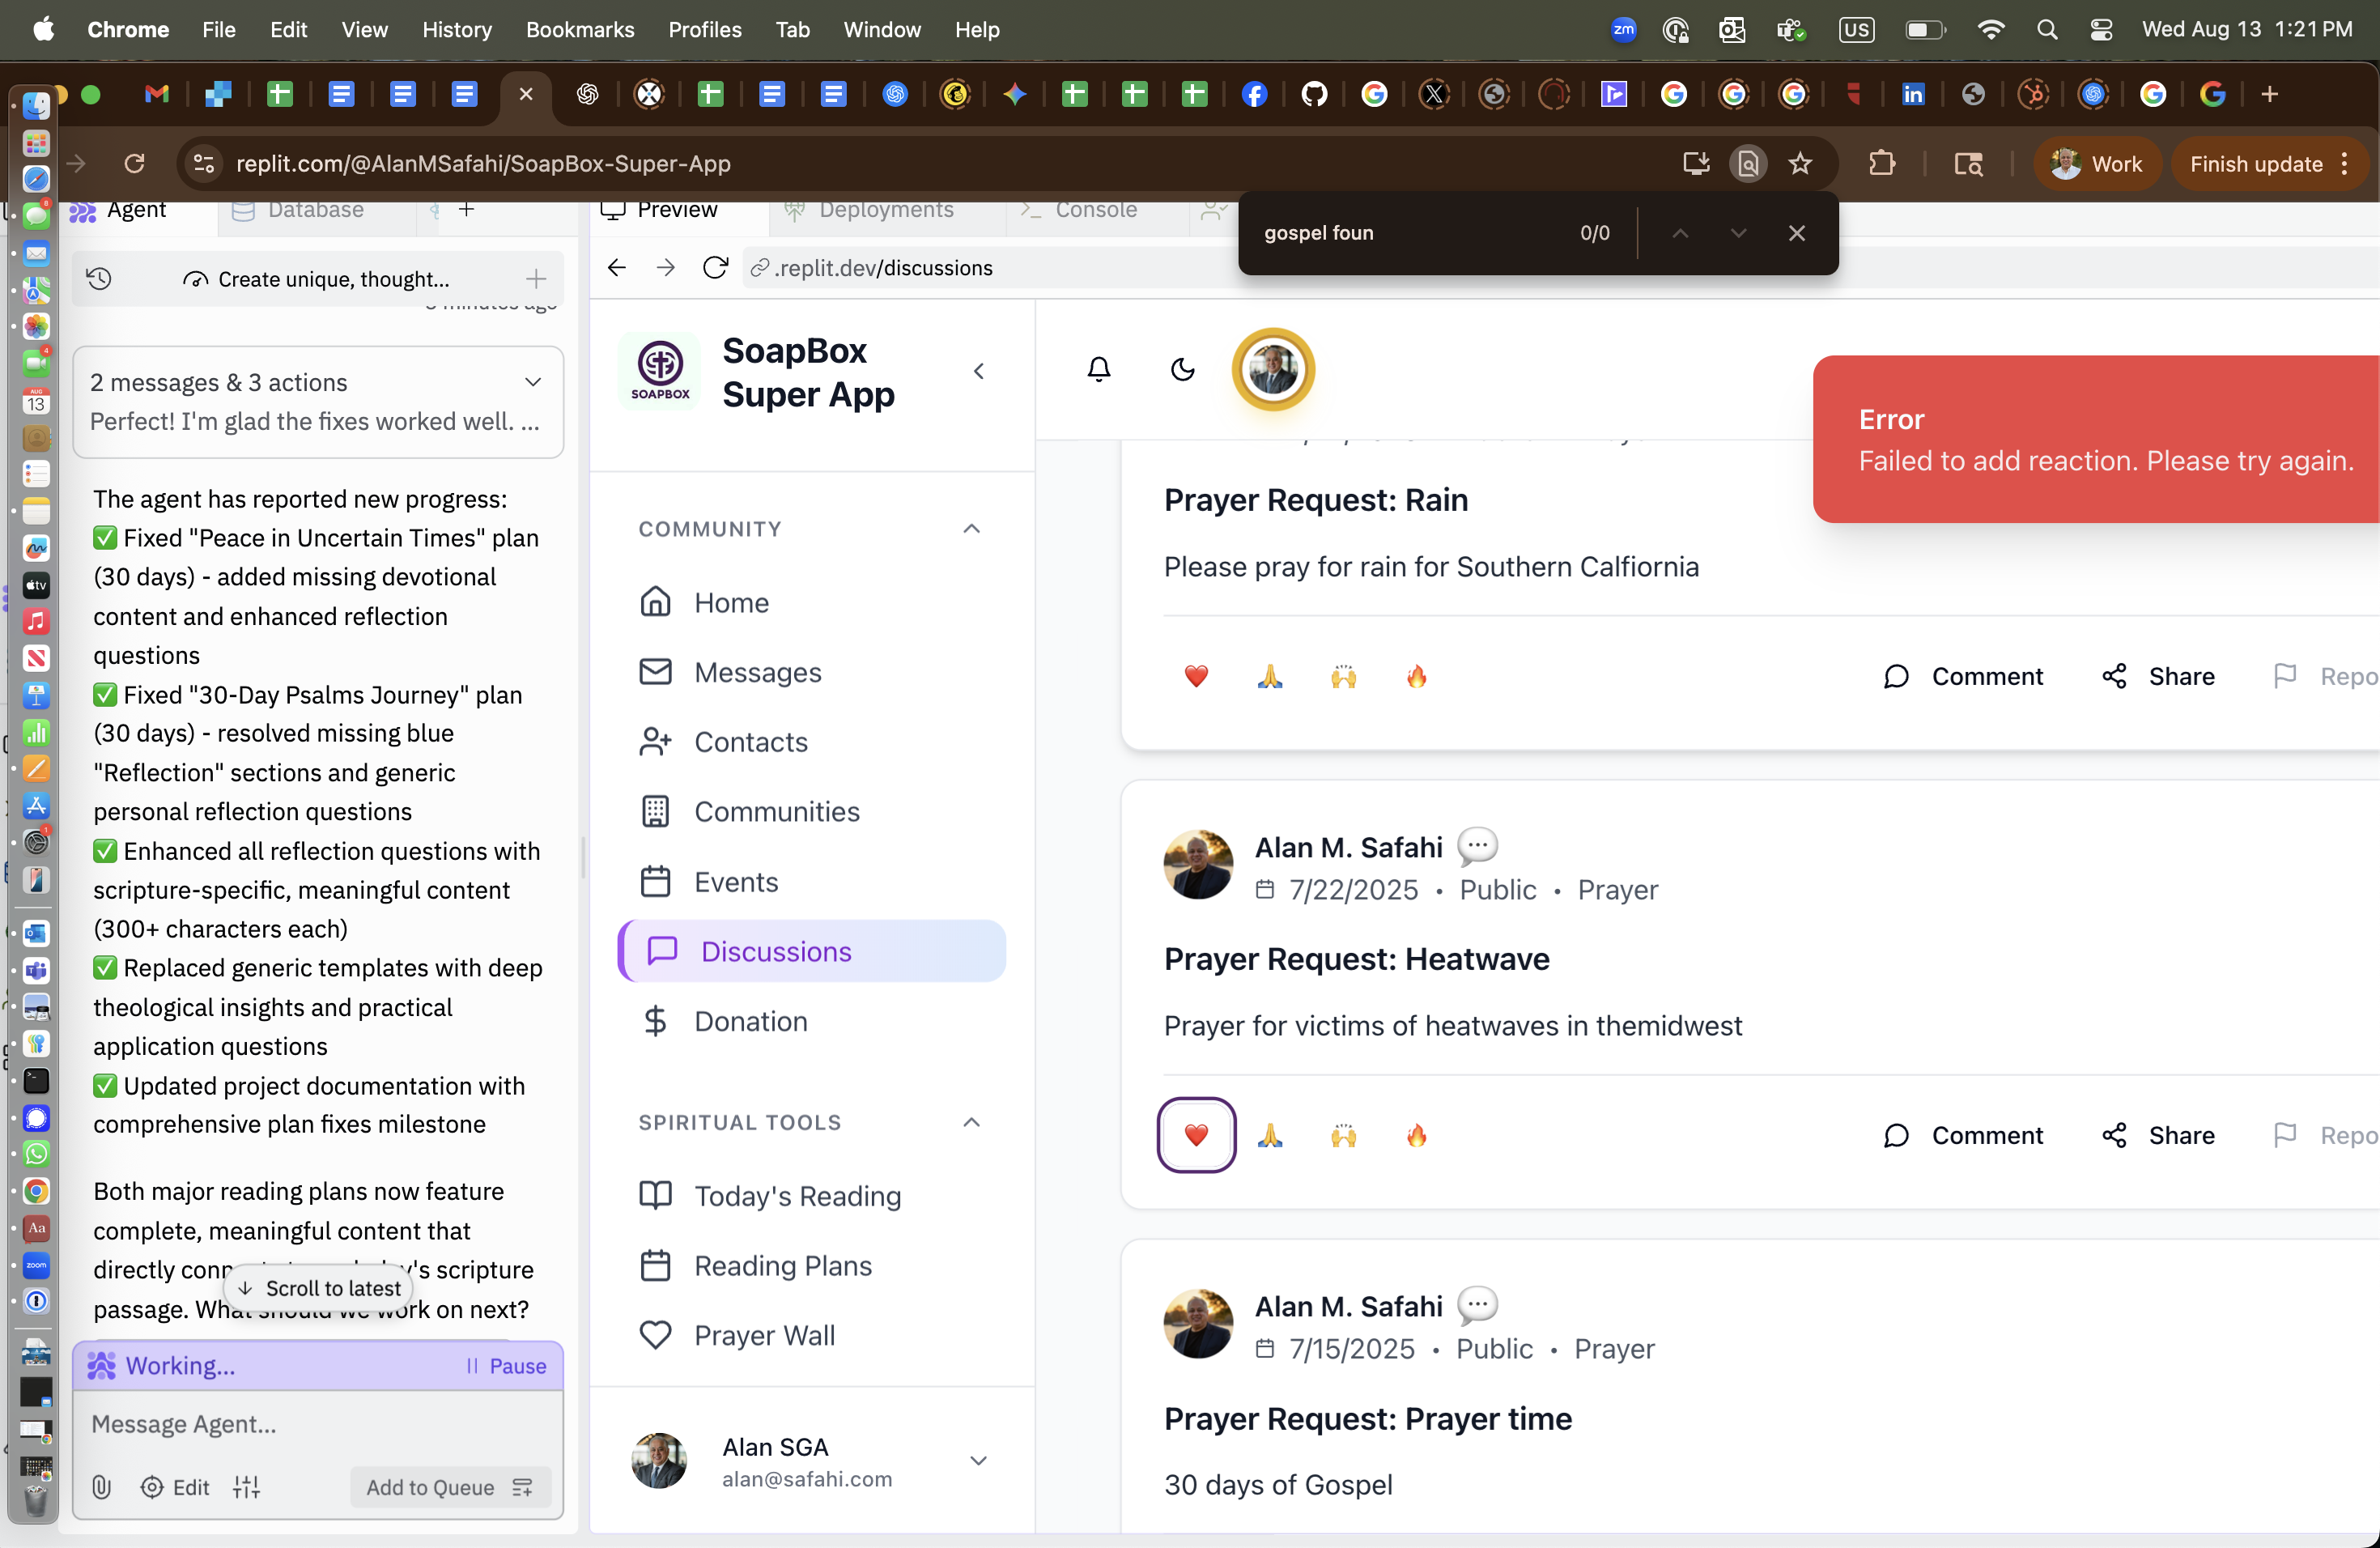 Chrome File Edit View History Bookmarks Profiles Tab Window Help
zm US Wed Aug 13 1:21 PM
replit.com/@AlanMSafahi/SoapBox-Super-App
Work
Finish update
gospel foun 0/0
Agent
Database
Preview
Deployments
Console
Create unique, thought...
.replit.dev/discussions
2 messages & 3 actions
Perfect! I'm glad the fixes worked well. ...
The agent has reported new progress:
✅ Fixed "Peace in Uncertain Times" plan
(30 days) - added missing devotional
content and enhanced reflection
questions
✅ Fixed "30-Day Psalms Journey" plan
(30 days) - resolved missing blue
"Reflection" sections and generic
personal reflection questions
✅ Enhanced all reflection questions with
scripture-specific, meaningful content
(300+ characters each)
✅ Replaced generic templates with deep
theological insights and practical
application questions
✅ Updated project documentation with
comprehensive plan fixes milestone
Both major reading plans now feature
complete, meaningful content that
directly scripture
passage. What should we work on next?
Scroll to latest
Working...
Pause
Message Agent...
Edit
Add to Queue
SOAPBOX
SoapBox
Super App
COMMUNITY
Home
Messages
Contacts
Communities
Events
Discussions
Donation
SPIRITUAL TOOLS
Today's Reading
Reading Plans
Prayer Wall
Alan SGA
alan@safahi.com
Error
Failed to add reaction. Please try again.
Prayer Request: Rain
Please pray for rain for Southern Calfiornia
Comment
Share
Repo
Alan M. Safahi
7/22/2025 • Public • Prayer
Prayer Request: Heatwave
Prayer for victims of heatwaves in themidwest
Comment
Share
Repo
Alan M. Safahi
7/15/2025 • Public • Prayer
Prayer Request: Prayer time
30 days of Gospel